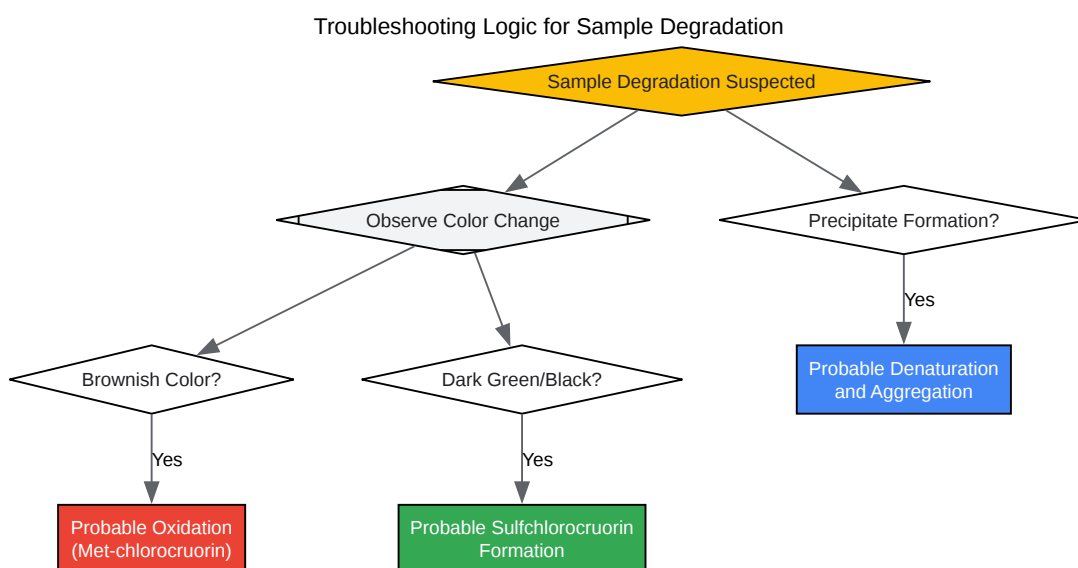 Troubleshooting Logic for Sample Degradation
Sample Degradation Suspected
Observe Color Change
Precipitate Formation?
Yes
Brownish Color?
Dark Green/Black?
Probable Denaturation
and Aggregation
Yes
Yes
Probable Oxidation
(Met-chlorocruorin)
Probable Sulfchlorocruorin
Formation